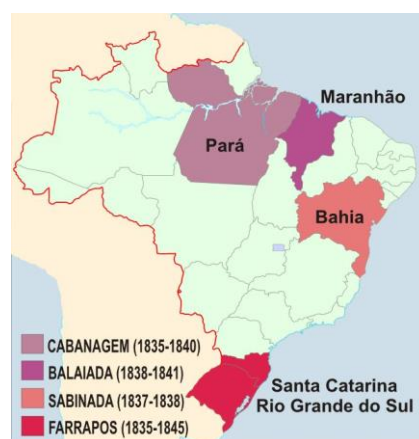 Maranhão
Pará
Bahia
CABANAGEM (1835-1840)
BALAIADA (1838-1841)
SABINADA (1837-1838)
FARRAPOS (1835-1845)
Santa Catarina
Rio Grande do Sul